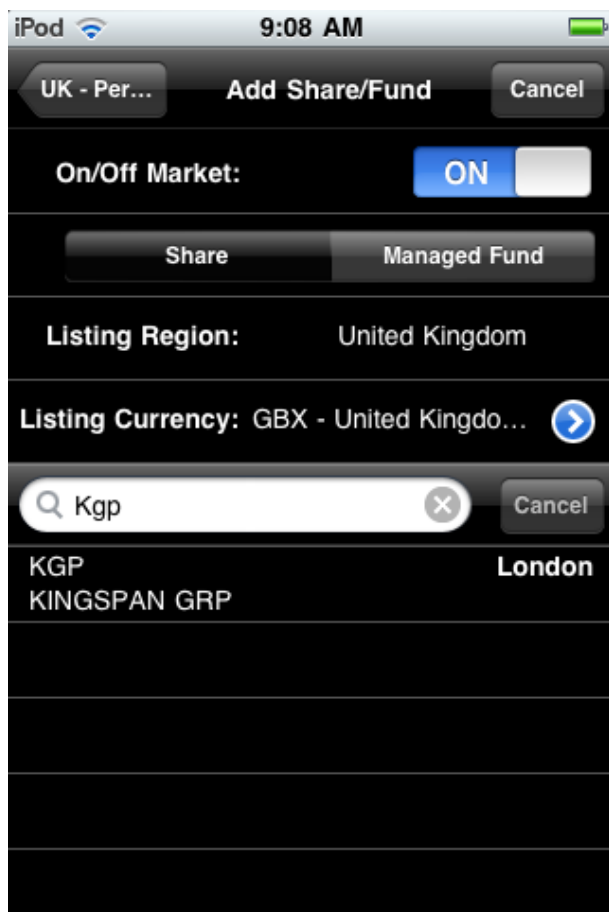 iPod 9:08 AM
UK - Per... Add Share/Fund Cancel
On/Off Market: ON
Share Managed Fund
Listing Region: United Kingdom
Listing Currency: GBX - United Kingdo...
Kgp Cancel
KGP London
KINGSPAN GRP